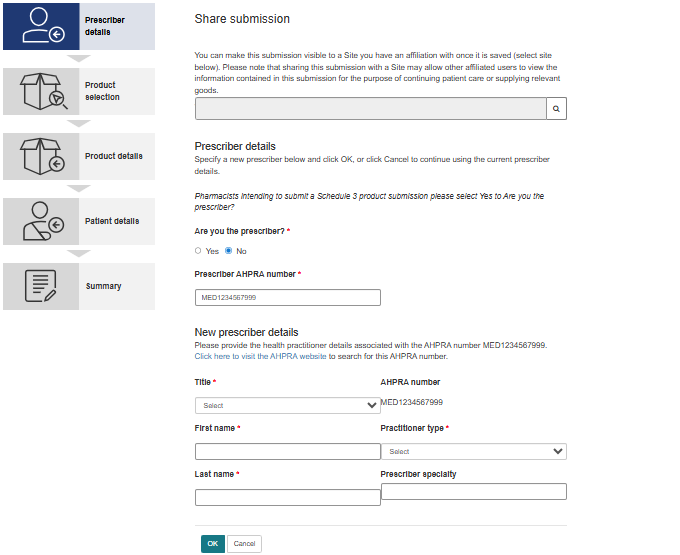 Prescriber
details
Product
selection
Product details
Patient details
Summary
Share submission
You can make this submission visible to a Site you have an affiliation with once it is saved (select site
below). Please note that sharing this submission with a Site may allow other affiliated users to view the
information contained in this submission for the purpose of continuing patient care or supplying relevant
goods.
Prescriber details
Specify a new prescriber below and click OK, or click Cancel to continue using the current prescriber
details.
Pharmacists intending to submit a Schedule 3 product submission please select Yes to Are you the
prescriber?
Are you the prescriber? *
Yes No
Prescriber AHPRA number *
MED1234567999
New prescriber details
Please provide the health practitioner details associated with the AHPRA number MED1234567999.
Click here to visit the AHPRA website to search for this AHPRA number.
Title * AHPRA number
Select MED1234567999
First name * Practitioner type *
Select
Last name * Prescriber specialty
OK Cancel